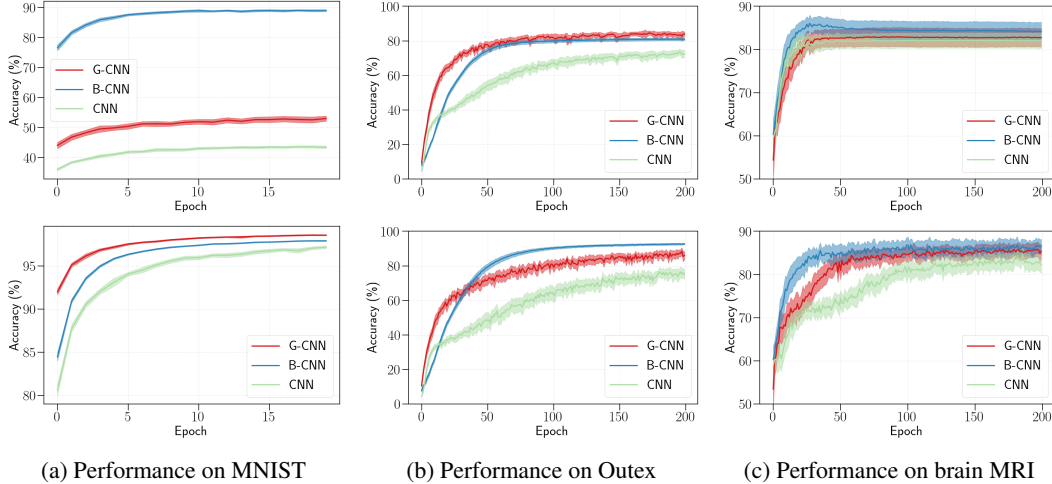 90
80
70
60
50
40
Accuracy (%)
G-CNN
B-CNN
CNN
0
5
10
15
Epoch
100
80
60
40
20
0
Accuracy (%)
G-CNN
B-CNN
CNN
0
50
100
150
200
Epoch
90
80
70
60
50
Accuracy (%)
G-CNN
B-CNN
CNN
0
50
100
150
200
Epoch
95
90
85
80
Accuracy (%)
G-CNN
B-CNN
CNN
0
5
10
15
Epoch
100
80
60
40
20
0
Accuracy (%)
G-CNN
B-CNN
CNN
0
50
100
150
200
Epoch
90
80
70
60
50
Accuracy (%)
G-CNN
B-CNN
CNN
0
50
100
150
200
Epoch
(a) Performance on MNIST
(b) Performance on Outex
(c) Performance on brain MRI